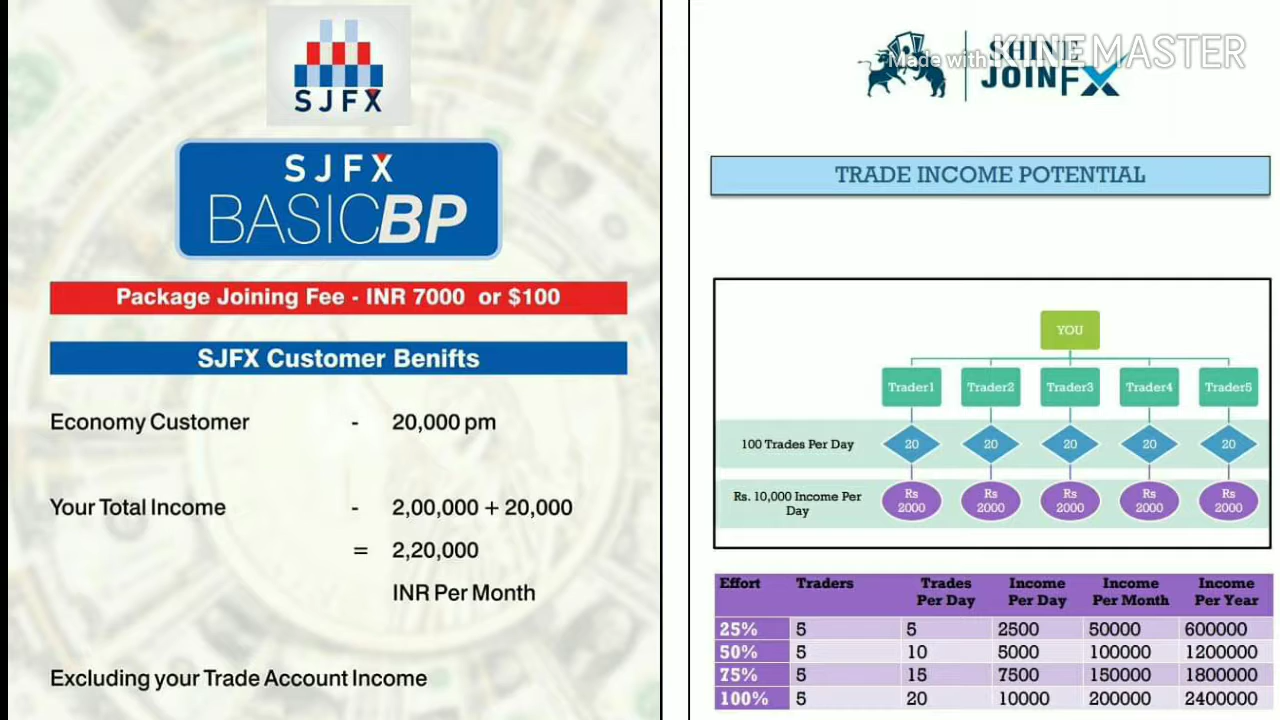 SJFX
SJFX
BASICBP
Package Joining Fee - INR 7000 or $100
SJFX Customer Benifts
Economy Customer - 20,000 pm
Your Total Income - 2,00,000 + 20,000
= 2,20,000
INR Per Month
Excluding your Trade Account Income
Made with KINEMASTER
SHINE
JOINFX
TRADE INCOME POTENTIAL
YOU
Trader1 Trader2 Trader3 Trader4 Trader5
100 Trades Per Day 20 20 20 20 20
Rs. 10,000 Income Per
Day
Rs Rs Rs Rs Rs
2000 2000 2000 2000 2000
Effort Traders Trades Income Income Income
Per Day Per Day Per Month Per Year
25% 5 5 2500 50000 600000
50% 5 10 5000 100000 1200000
75% 5 15 7500 150000 1800000
100% 5 20 10000 200000 2400000